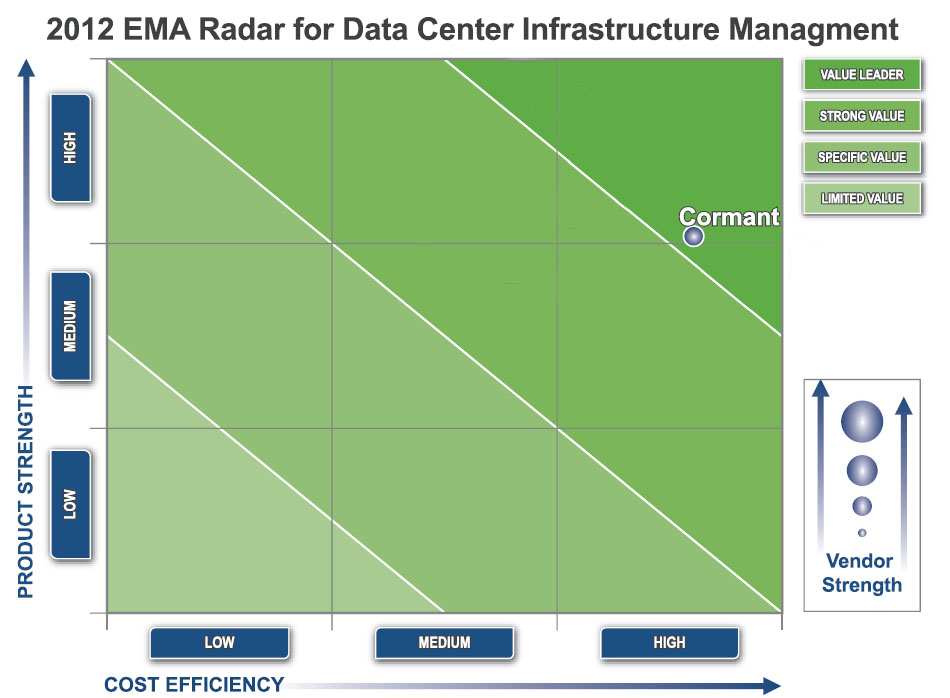 2012 EMA Radar for Data Center Infrastructure Managment
VALUE LEADER
STRONG VALUE
SPECIFIC VALUE
LIMITED VALUE
PRODUCT STRENGTH
HIGH
MEDIUM
LOW
Cormant
Vendor
Strength
LOW
MEDIUM
HIGH
COST EFFICIENCY